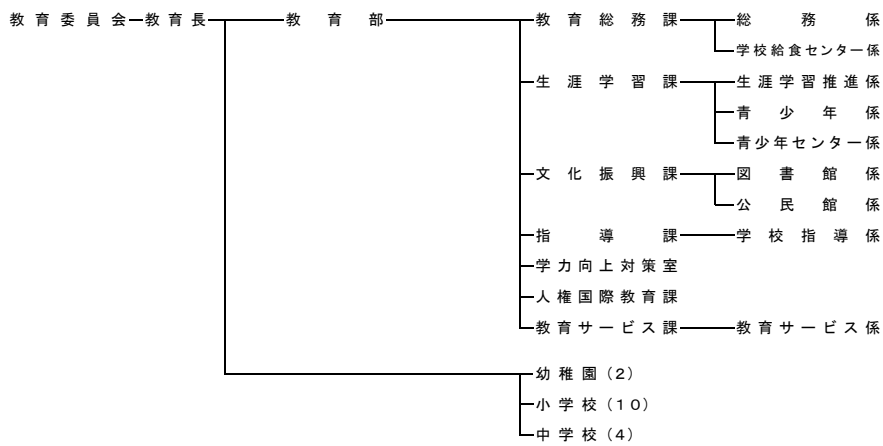 教育委員会 教育長 教育部 教育総務課 総務係
学校給食センター係
生涯学習課 生涯学習推進係
青少年係
青少年センター係
文化振興課 図書館係
公民館係
指導課 学校指導係
学力向上対策室
人権国際教育課
教育サービス課 教育サービス係
幼稚園（2）
小学校（10）
中学校（4）